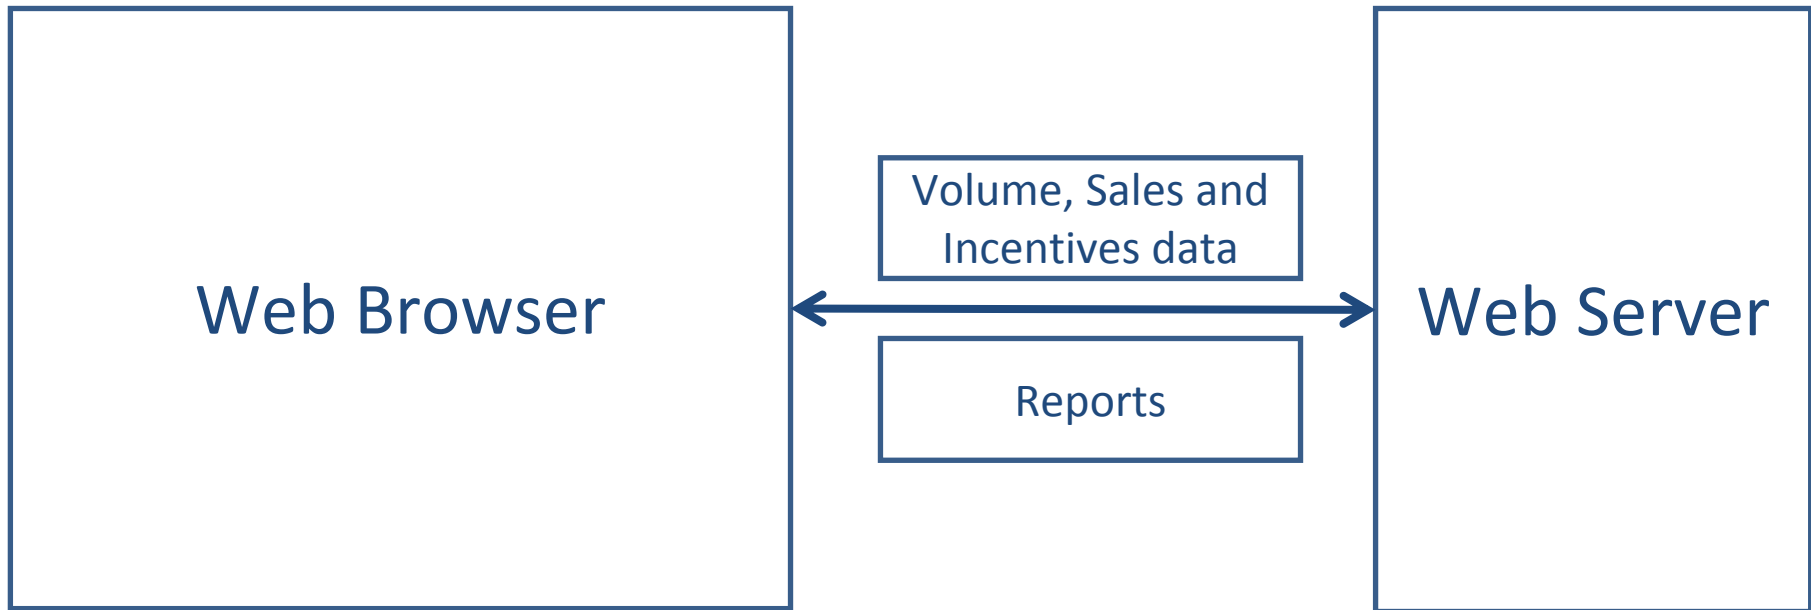 Web Browser
Volume, Sales and
Incentives data
Reports
Web Server